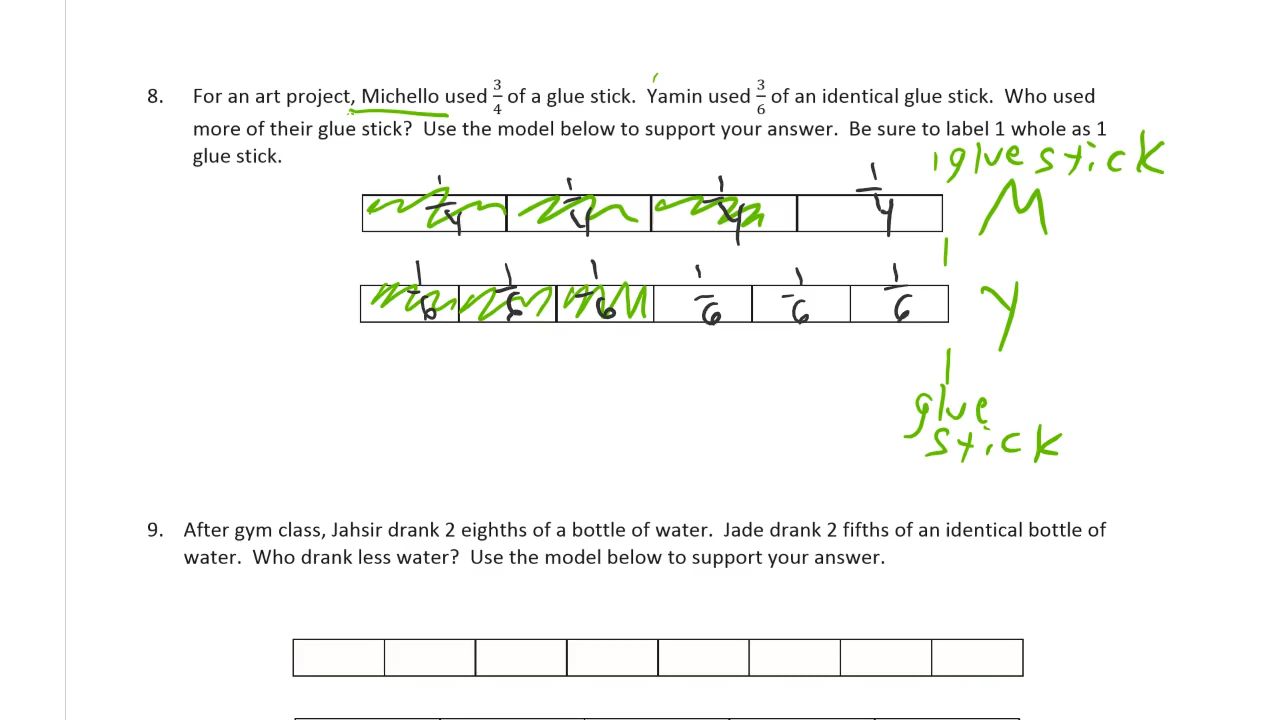 8. For an art project, Michello used 3/4 of a glue stick. Yamin used 3/6 of an identical glue stick. Who used
more of their glue stick? Use the model below to support your answer. Be sure to label 1 whole as 1
glue stick.
1 glue stick
1/4 1/4 1/4 1/4 M
1
1/6 1/6 1/6 1/6 1/6 1/6 Y
1
glue
stick
9. After gym class, Jahsir drank 2 eighths of a bottle of water. Jade drank 2 fifths of an identical bottle of
water. Who drank less water? Use the model below to support your answer.